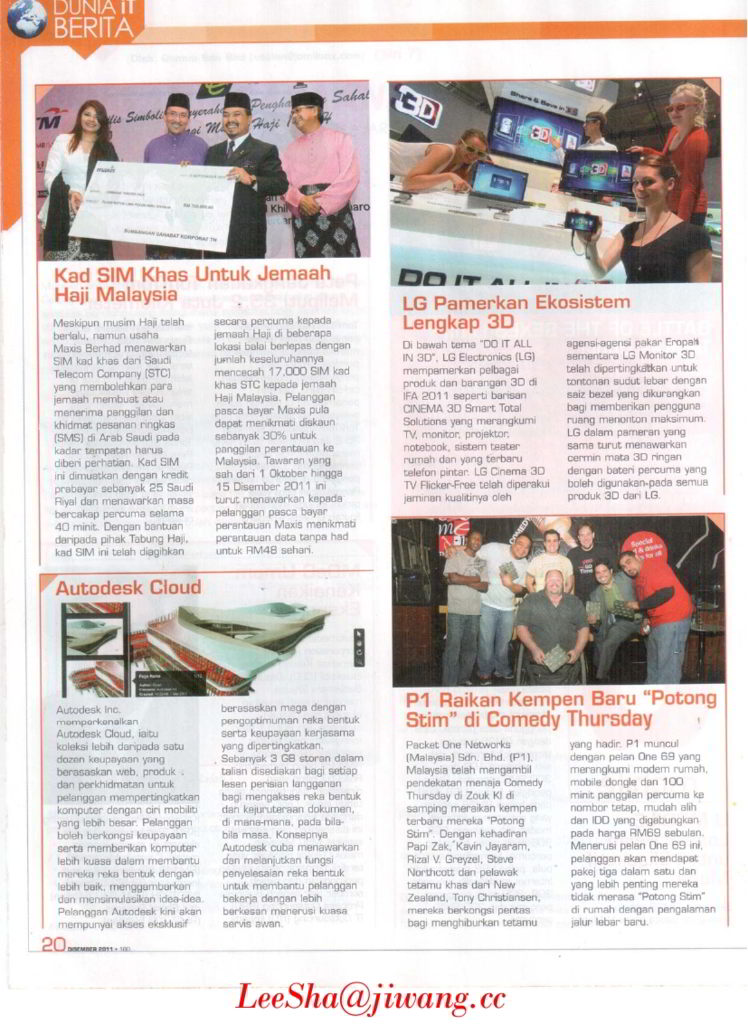 DUNIA iT
BERITA
TM
Sahal
maxis
SUMBANGAN SAHABAT KORPORAT TH
Kad SIM Khas Untuk Jemaah
Haji Malaysia
Meskipun musim Haji telah
berlalu, namun usaha
Maxis Berhad menawarkan
SIM kad khas dari Saudi
Telecom Company (STC)
yang membolehkan para
jemaah membuat atau
menerima panggilan dan
khidmat pesanan ringkas
(SMS) di Arab Saudi pada
kadar tempatan harus
diberi perhatian. Kad SIM
ini dimuatkan dengan kredit
prabayar sebanyak 25 Saudi
Riyal dan menawarkan masa
bercakap percuma selama
40 minit. Dengan bantuan
daripada pihak Tabung Haji,
kad SIM ini telah diagihkan
secara percuma kepada
jemaah Haji di beberapa
lokasi balai berlepas dengan
jumlah keseluruhannya
mencecah 17,000 SIM kad
khas STC kepada jemaah
Haji Malaysia. Pelanggan
pasca bayar Maxis pula
dapat menikmati diskaun
sebanyak 30% untuk
panggilan perantauan ke
Malaysia. Tawaran yang
sah dari 1 Oktober hingga
15 Disember 2011 ini
turut menawarkan kepada
pelanggan pasca bayar
perantauan Maxis menikmati
perantauan data tanpa had
untuk RM48 sehari.
Autodesk Cloud
Autodesk Inc.
memperkenalkan
Autodesk Cloud, iaitu
koleksi lebih daripada satu
dozen keupayaan yang
berasaskan web, produk
dan perkhidmatan untuk
pelanggan mempertingkatkan
komputer dengan ciri mobiliti
yang lebih besar. Pelanggan
boleh berkongsi keupayaan
serta memberikan komputer
lebih kuasa dalam membantu
mereka reka bentuk dengan
lebih baik, menggambarkan
dan mensimulasikan idea-idea.
Pelanggan Autodesk kini akan
mempunyai akses eksklusif
berasaskan mega dengan
pengoptimuman reka bentuk
serta keupayaan kerjasama
yang dipertingkatkan.
Sebanyak 3 GB storan dalam
talian disediakan bagi setiap
lesen perisian langganan
bagi mengakses reka bentuk
dan kejuruteraan dokumen,
di mana-mana, pada bila-
bila masa. Konsepnya
Autodesk cuba menawarkan
dan melanjutkan fungsi
penyelesaian reka bentuk
untuk membantu pelanggan
bekerja dengan lebih
berkesan menerusi kuasa
servis awan.
3D
Share & Save in 3D
3D
3D
DO IT ALL IN
LG Pamerkan Ekosistem
Lengkap 3D
Di bawah tema "DO IT ALL
IN 3D", LG Electronics (LG)
mempamerkan pelbagai
produk dan barangan 3D di
IFA 2011 seperti barisan
CINEMA 3D Smart Total
Solutions yang merangkumi
TV, monitor, projektor,
notebook, sistem teater
rumah dan yang terbaru
telefon pintar. LG Cinema 3D
TV Flicker-Free telah diperakui
jaminan kualitinya oleh
agensi-agensi pakar Eropah
sementara LG Monitor 3D
telah dipertingkatkan untuk
tontonan sudut lebar dengan
saiz bezel yang dikurangkan
bagi memberikan pengguna
ruang menonton maksimum.
LG dalam pameran yang
sama turut menawarkan
cermin mata 3D ringan
dengan bateri percuma yang
boleh digunakan-pada semua
produk 3D dari LG.
Special
P1 Raikan Kempen Baru "Potong
Stim" di Comedy Thursday
Packet One Networks
(Malaysia) Sdn. Bhd. (P1),
Malaysia telah mengambil
pendekatan menaja Comedy
Thursday di Zouk Kl di
samping meraikan kempen
terbaru mereka "Potong
Stim". Dengan kehadiran
Papi Zak, Kavin Jayaram,
Rizal V. Greyzel, Steve
Northcott dan pelawak
tetamu khas dari New
Zealand, Tony Christiansen,
mereka berkongsi pentas
bagi menghiburkan tetamu
yang hadir. P1 muncul
dengan pelan One 69 yang
merangkumi modem rumah,
mobile dongle dan 100
minit panggilan percuma ke
nombor tetap, mudah alih
dan IDD yang digabungkan
pada harga RM69 sebulan.
Menerusi pelan One 69 ini,
pelanggan akan mendapat
pakej tiga dalam satu dan
yang lebih penting mereka
tidak merasa "Potong Stim"
di rumah dengan pengalaman
jalur lebar baru.
20 DISEMBER 2011 • 160
LeeSha@jiwang.cc